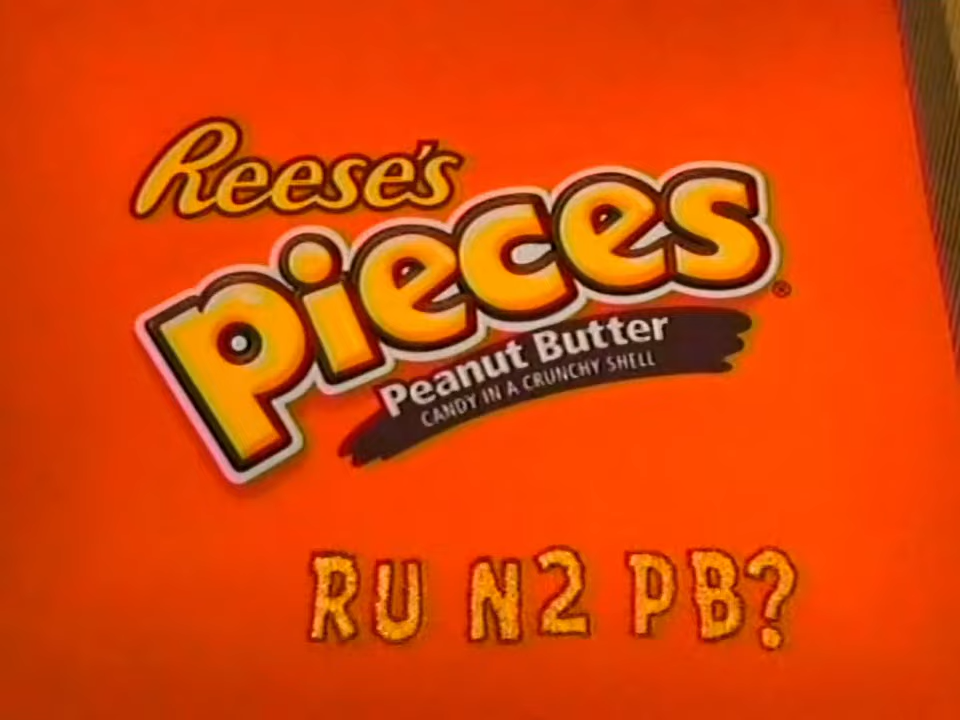 Reese's
pieces®
Peanut Butter
CANDY IN A CRUNCHY SHELL
RU N2 PB?